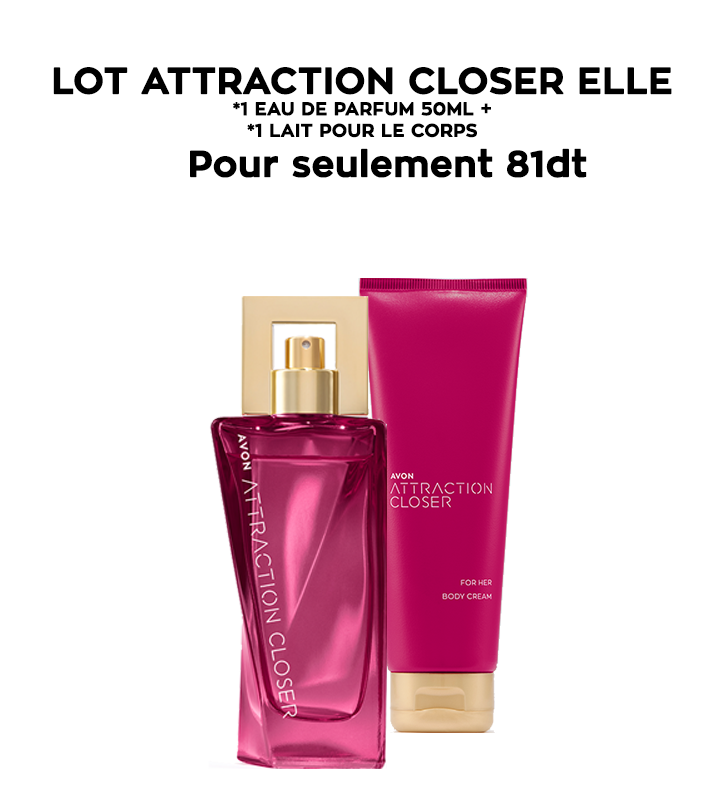 LOT ATTRACTION CLOSER ELLE
*1 EAU DE PARFUM 50ML +
*1 LAIT POUR LE CORPS
Pour seulement 81dt
AVON
ATTRACTION CLOSER
AVON
ATTRACTION
CLOSER
FOR HER
BODY CREAM